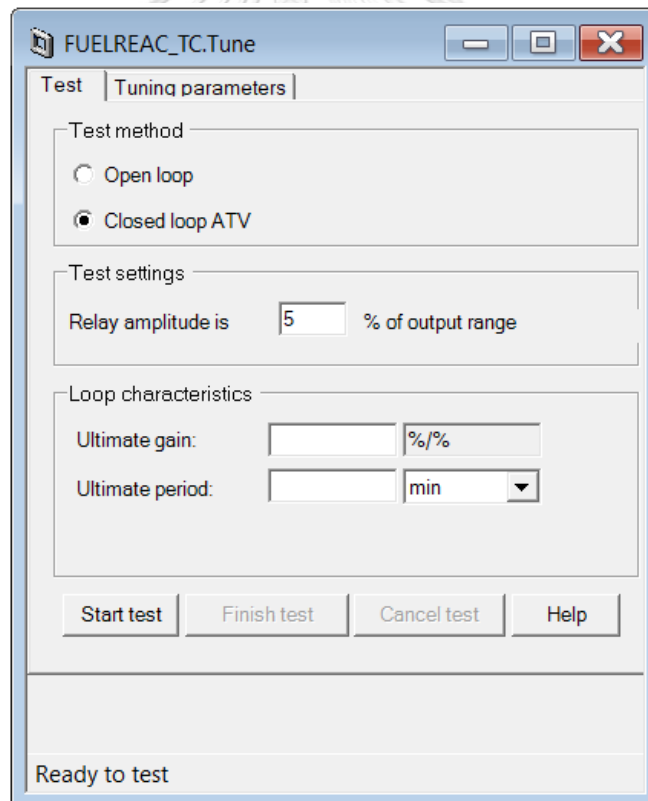 FUELREAC_TC.Tune
Test Tuning parameters
Test method
Open loop
Closed loop ATV
Test settings
Relay amplitude is 5 % of output range
Loop characteristics
Ultimate gain: %/%
Ultimate period: min
Start test Finish test Cancel test Help
Ready to test